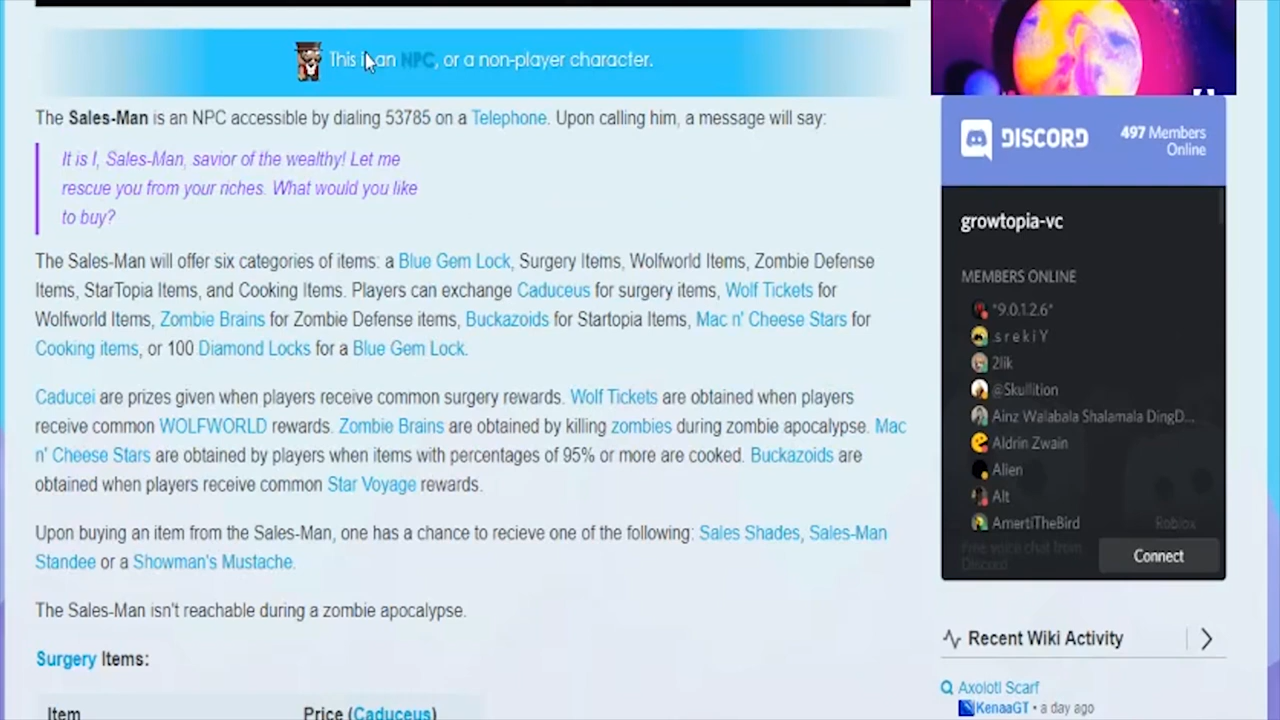 This is an NPC, or a non-player character.
The Sales-Man is an NPC accessible by dialing 53785 on a Telephone. Upon calling him, a message will say:
It is I, Sales-Man, savior of the wealthy! Let me
rescue you from your riches. What would you like
to buy?
The Sales-Man will offer six categories of items: a Blue Gem Lock, Surgery Items, Wolfworld Items, Zombie Defense
Items, StarTopia Items, and Cooking Items. Players can exchange Caduceus for surgery items, Wolf Tickets for
Wolfworld Items, Zombie Brains for Zombie Defense items, Buckazoids for Startopia Items, Mac n' Cheese Stars for
Cooking items, or 100 Diamond Locks for a Blue Gem Lock.
Caducei are prizes given when players receive common surgery rewards. Wolf Tickets are obtained when players
receive common WOLFWORLD rewards. Zombie Brains are obtained by killing zombies during zombie apocalypse. Mac
n' Cheese Stars are obtained by players when items with percentages of 95% or more are cooked. Buckazoids are
obtained when players receive common Star Voyage rewards.
Upon buying an item from the Sales-Man, one has a chance to recieve one of the following: Sales Shades, Sales-Man
Standee or a Showman's Mustache.
The Sales-Man isn't reachable during a zombie apocalypse.
Surgery Items:
Item Price (Caduceus)
DISCORD 497 Members
Online
growtopia-vc
MEMBERS ONLINE
*9.0.1.2.6*
.s r e k i Y
2lik
@Skullition
Ainz Walabala Shalamala DingD...
Aldrin Zwain
Alien
Alt
AmertiTheBird Roblox
Free voice chat from
Discord
Connect
Recent Wiki Activity
Axolotl Scarf
KenaaGT • a day ago